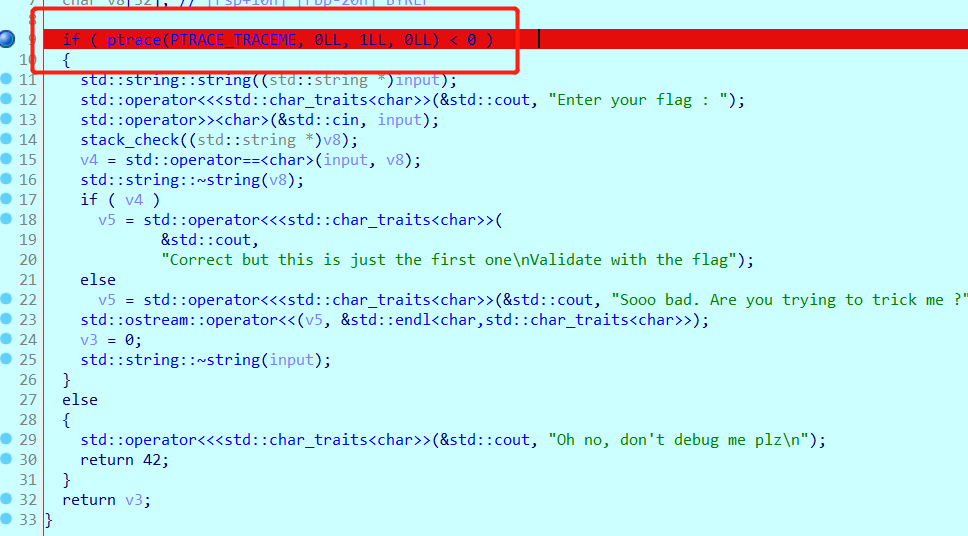 char v8[32]; // [rsp+10h] [rbp-20h] BYREF
8
9 if ( ptrace(PTRACE_TRACEME, 0LL, 1LL, 0LL) < 0 )
10 {
11 std::string::string((std::string *)input);
12 std::operator<<<std::char_traits<char>>(&std::cout, "Enter your flag : ");
13 std::operator>><char>(&std::cin, input);
14 stack_check((std::string *)v8);
15 v4 = std::operator==<char>(input, v8);
16 std::string::~string(v8);
17 if ( v4 )
18 v5 = std::operator<<<std::char_traits<char>>(
19 &std::cout,
20 "Correct but this is just the first one\nValidate with the flag");
21 else
22 v5 = std::operator<<<std::char_traits<char>>(&std::cout, "Sooo bad. Are you trying to trick me ?"
23 std::ostream::operator<<(v5, &std::endl<char,std::char_traits<char>>);
24 v3 = 0;
25 std::string::~string(input);
26 }
27 else
28 {
29 std::operator<<<std::char_traits<char>>(&std::cout, "Oh no, don't debug me plz\n");
30 return 42;
31 }
32 return v3;
33 }